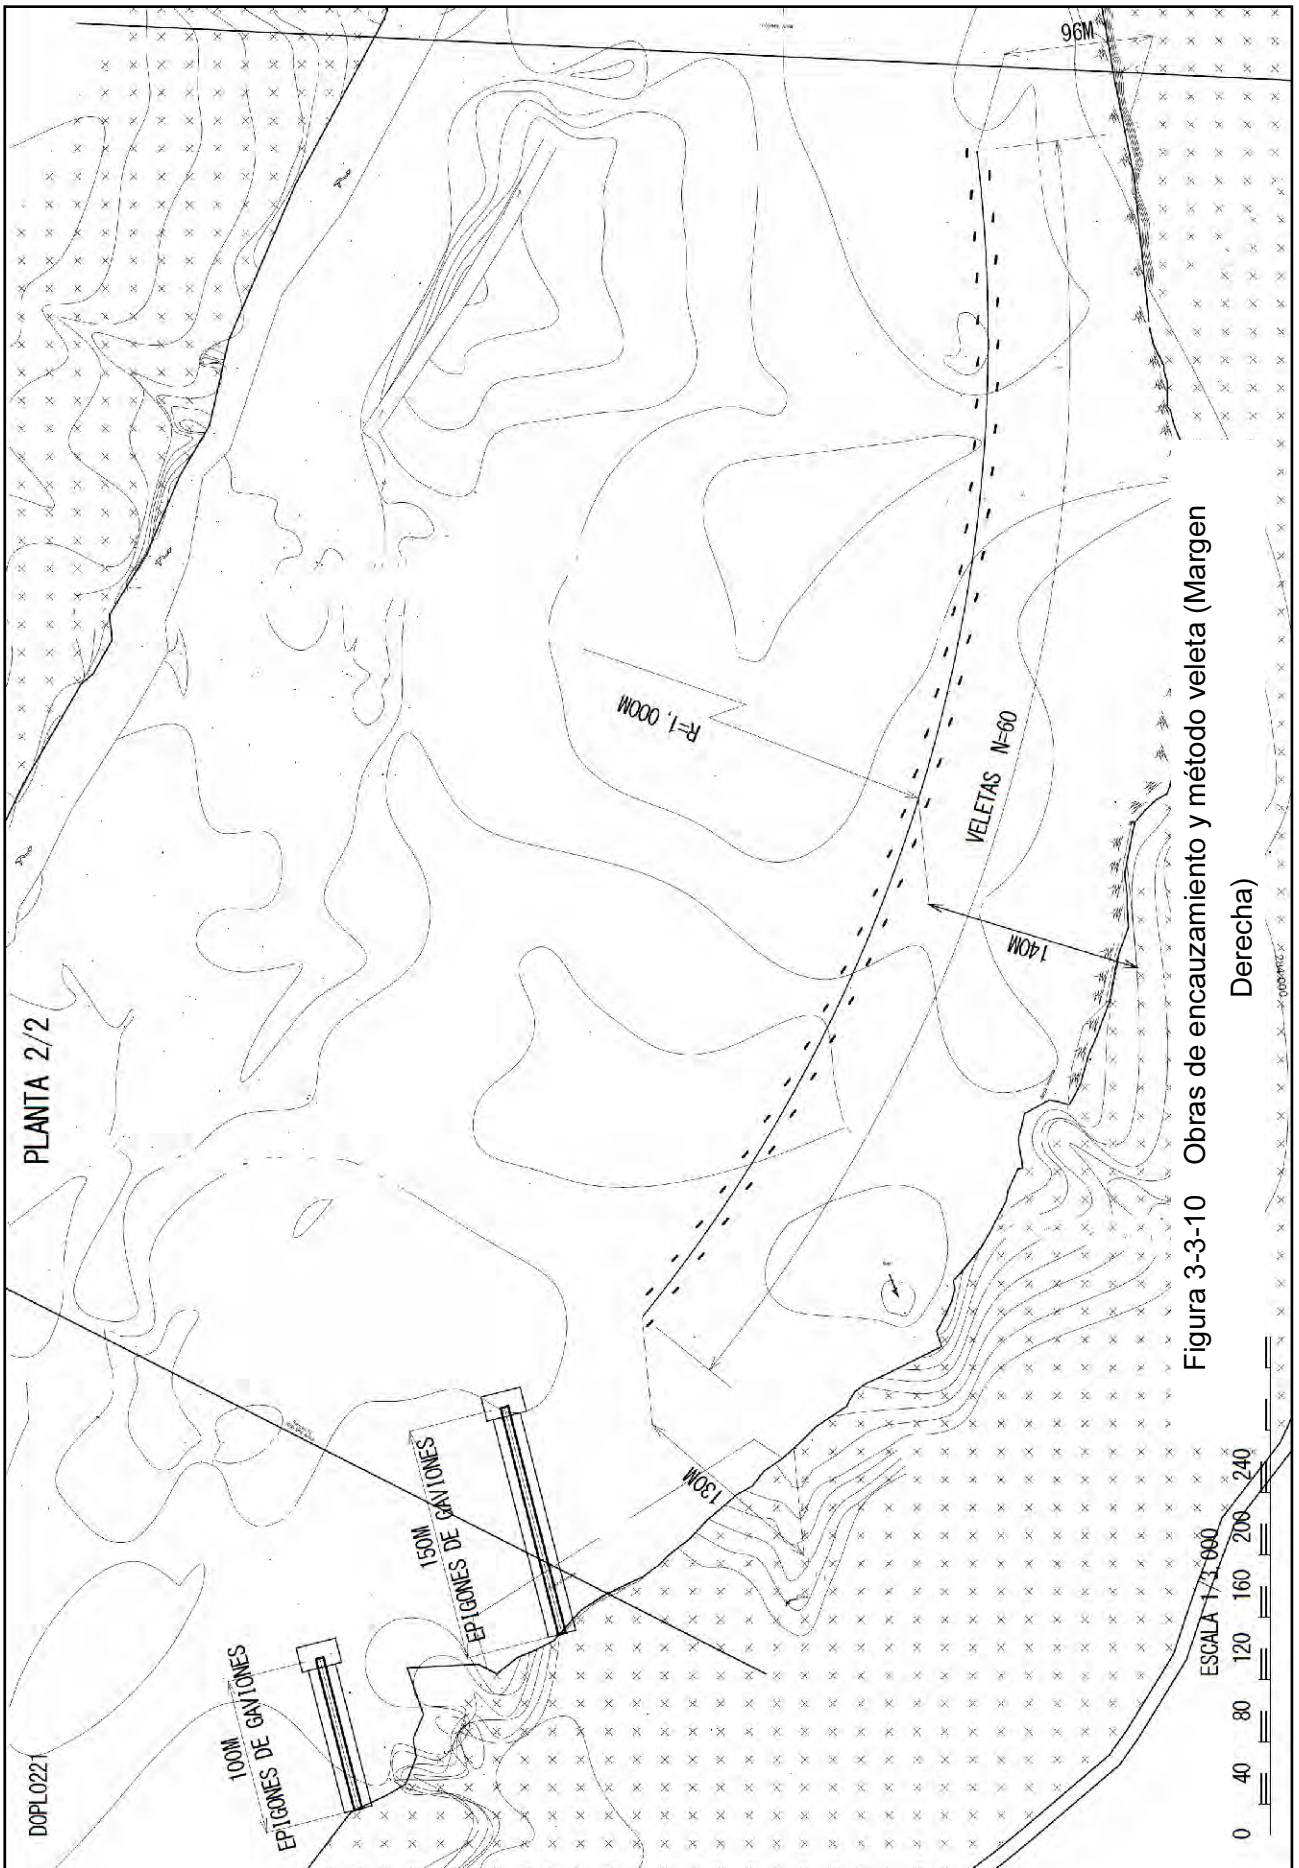 DOPL0221
PLANTA 2/2
100M
EPIGONES DE GAVIONES
150M
EPIGONES DE GAVIONES
130M
R=1,000M
VELETAS N=60
140M
96M
284000
ESCALA 1/3,000
0 40 80 120 160 200 240
Figura 3-3-10 Obras de encauzamiento y método veleta (Margen
Derecha)